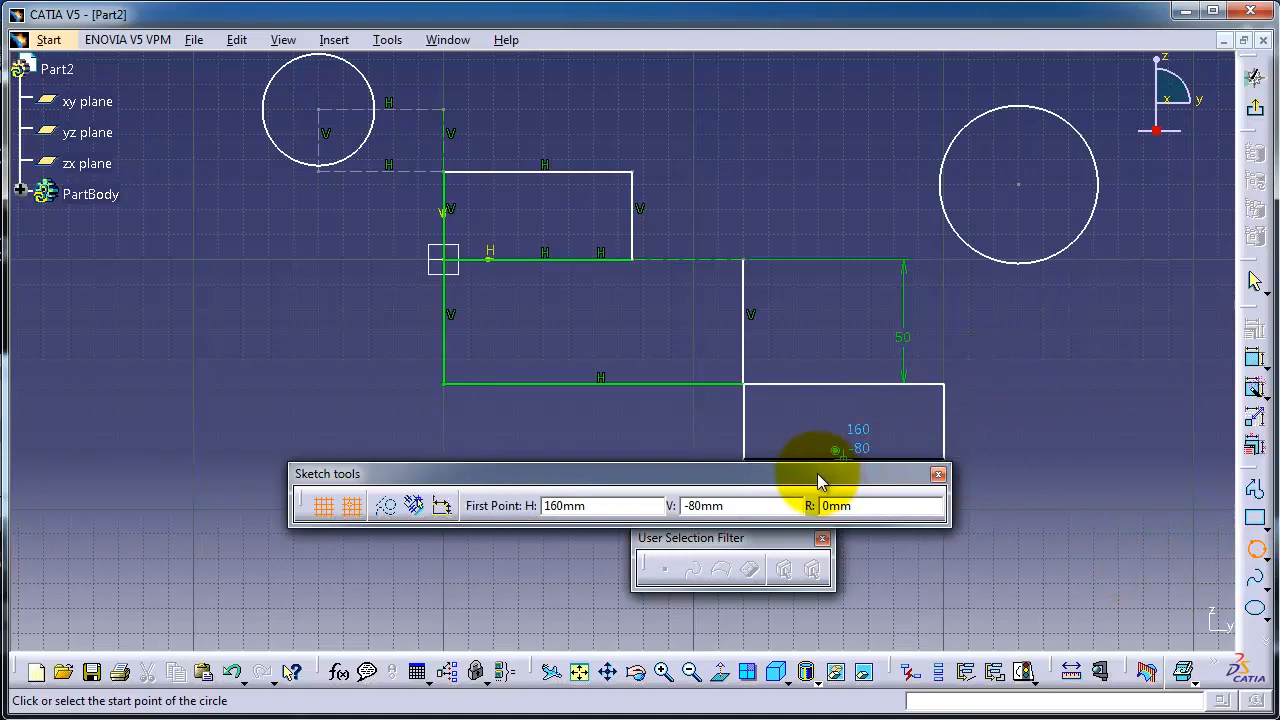 CATIA V5 - [Part2]
Start ENOVIA V5 VPM File Edit View Insert Tools Window Help
Part2
xy plane
yz plane
zx plane
PartBody
z
x
y
H
V
V
H
H
V
V
H
H
H
V
V
V
50
H
160
-80
Sketch tools
First Point: H: 160mm V: -80mm R: 0mm
User Selection Filter
z
y
f(x)
CATIA
Click or select the start point of the circle